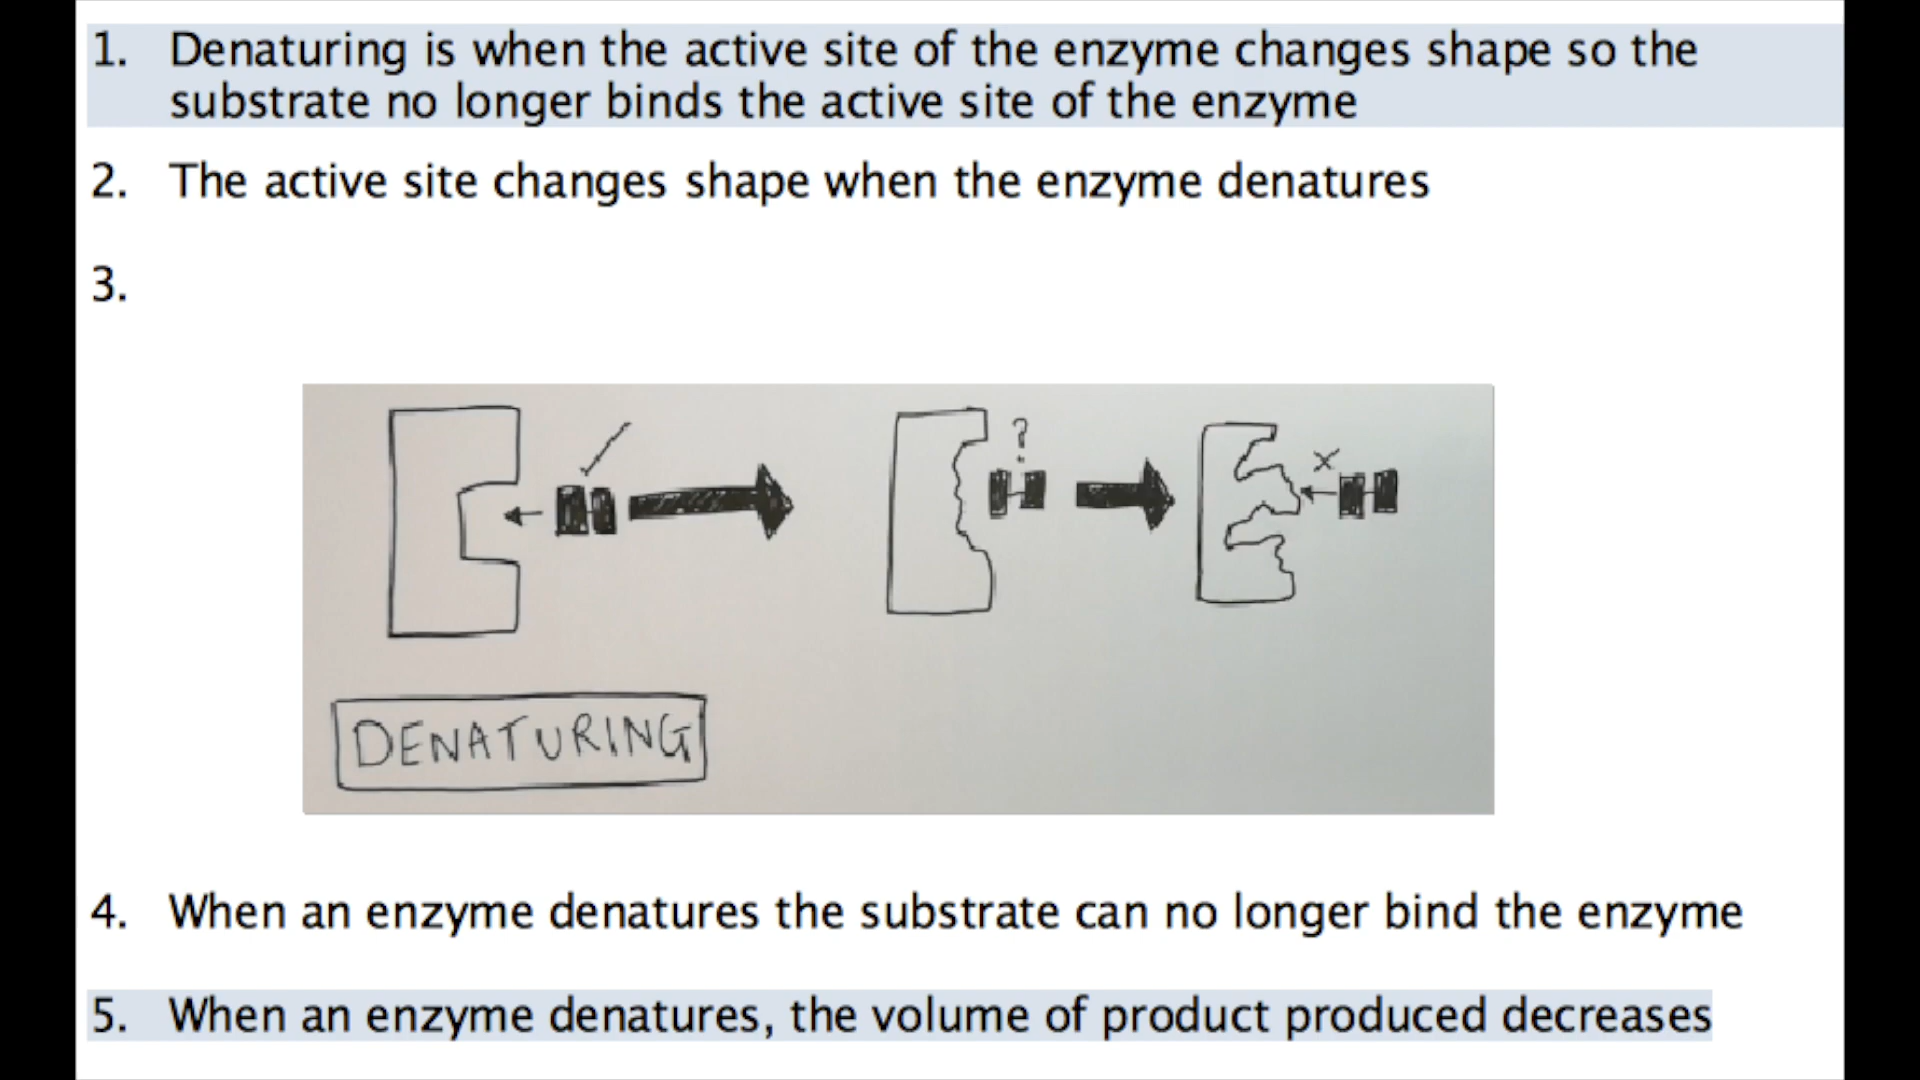 1. Denaturing is when the active site of the enzyme changes shape so the
substrate no longer binds the active site of the enzyme
2. The active site changes shape when the enzyme denatures
3.
?
x
DENATURING
4. When an enzyme denatures the substrate can no longer bind the enzyme
5. When an enzyme denatures, the volume of product produced decreases